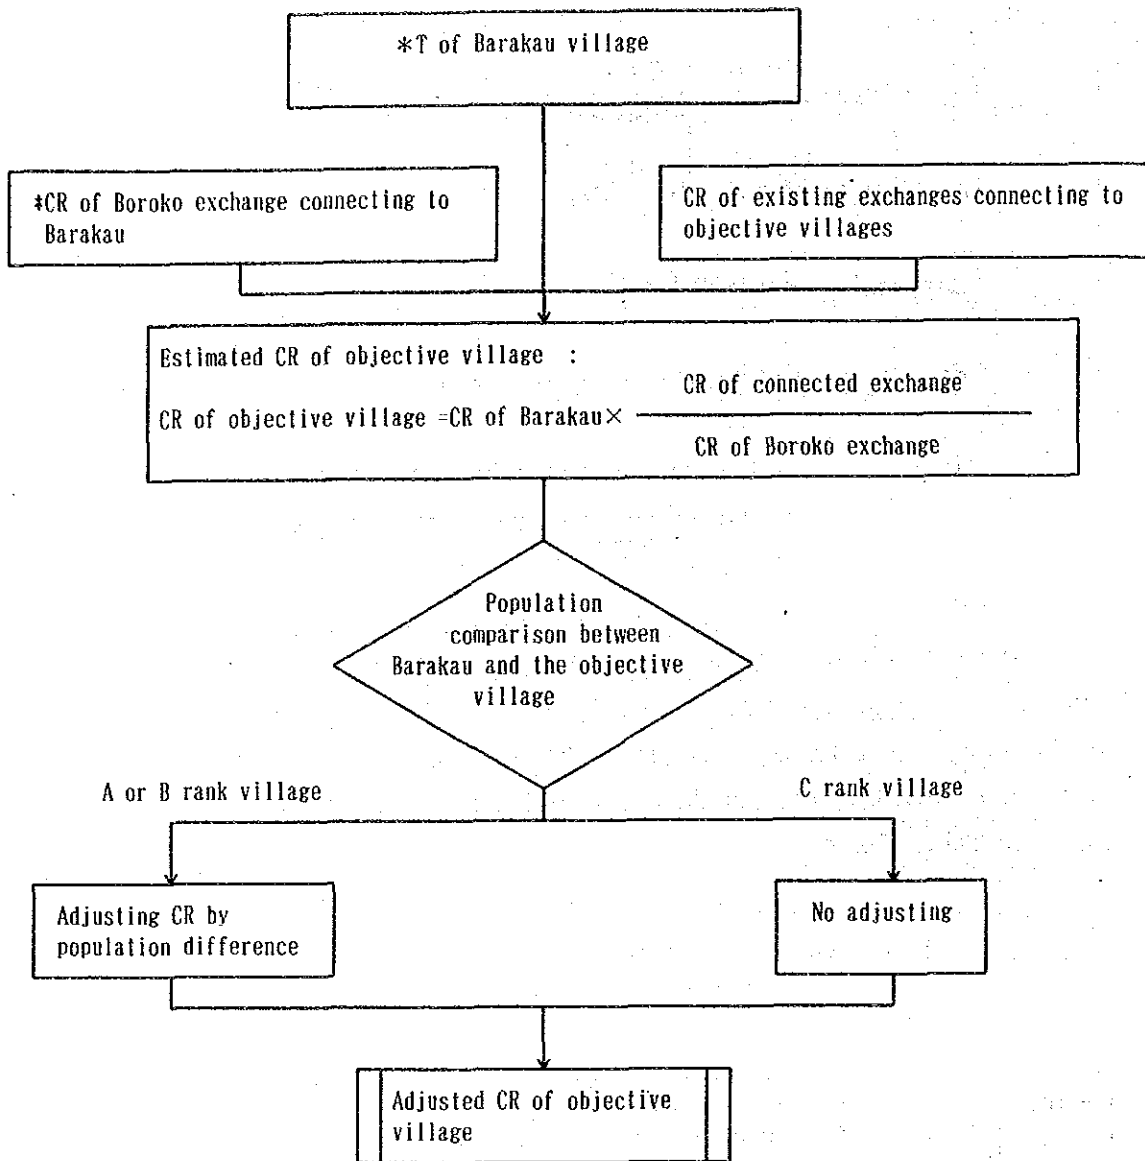 *T of Barakau village
*CR of Boroko exchange connecting to
Barakau
CR of existing exchanges connecting to
objective villages
Estimated CR of objective village :
CR of connected exchange
CR of objective village =CR of Barakau×
CR of Boroko exchange
Population
comparison between
Barakau and the objective
village
A or B rank village
C rank village
Adjusting CR by
population difference
No adjusting
Adjusted CR of objective
village